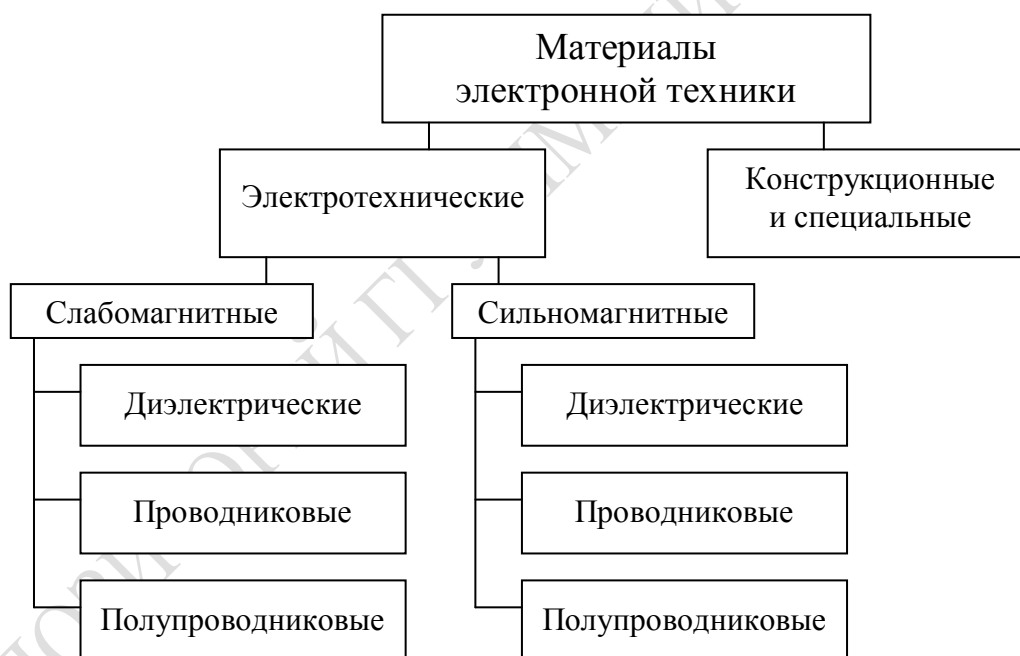 Материалы
электронной техники
Электротехнические
Конструкционные
и специальные
Слабомагнитные
Сильномагнитные
Диэлектрические
Диэлектрические
Проводниковые
Проводниковые
Полупроводниковые
Полупроводниковые